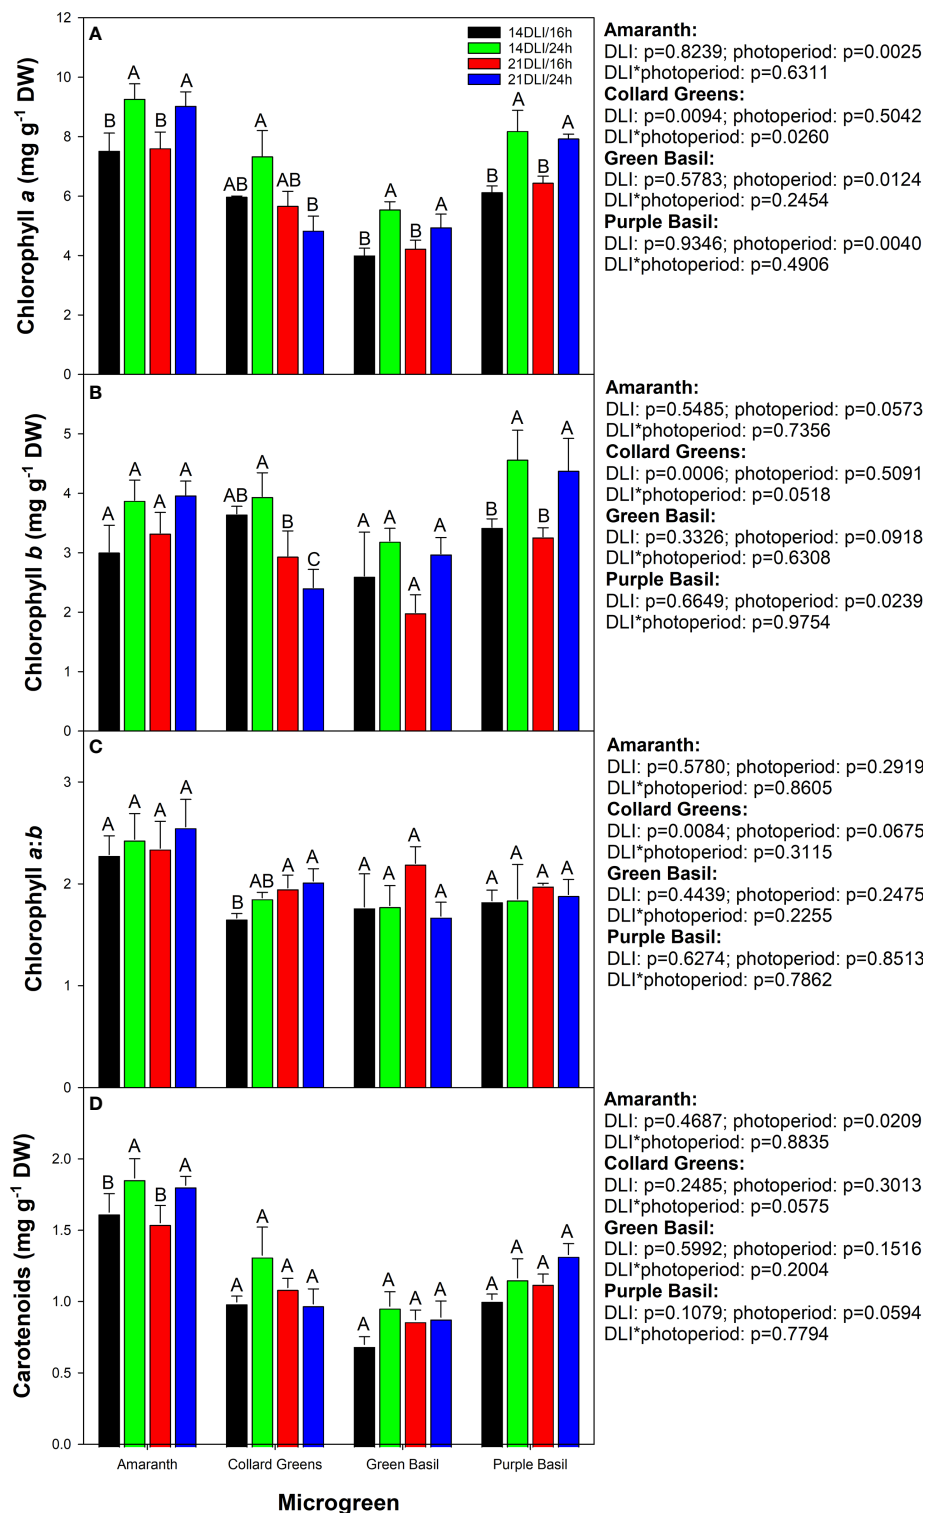 A
14DLI/16h
14DLI/24h
21DLI/16h
21DLI/24h
Chlorophyll a (mg g-1 DW)
12
10
8
6
4
2
0
B A B A
AB A AB B
B A B A
B A B A
Amaranth:
DLI: p=0.8239; photoperiod: p=0.0025
DLI*photoperiod: p=0.6311
Collard Greens:
DLI: p=0.0094; photoperiod: p=0.5042
DLI*photoperiod: p=0.0260
Green Basil:
DLI: p=0.5783; photoperiod: p=0.0124
DLI*photoperiod: p=0.2454
Purple Basil:
DLI: p=0.9346; photoperiod: p=0.0040
DLI*photoperiod: p=0.4906
B
Chlorophyll b (mg g-1 DW)
5
4
3
2
1
0
A A A A
AB A B C
A A A A
B A B A
Amaranth:
DLI: p=0.5485; photoperiod: p=0.0573
DLI*photoperiod: p=0.7356
Collard Greens:
DLI: p=0.0006; photoperiod: p=0.5091
DLI*photoperiod: p=0.0518
Green Basil:
DLI: p=0.3326; photoperiod: p=0.0918
DLI*photoperiod: p=0.6308
Purple Basil:
DLI: p=0.6649; photoperiod: p=0.0239
DLI*photoperiod: p=0.9754
C
Chlorophyll a:b
3
2
1
0
A A A A
B AB A A
A A A A
A A A A
Amaranth:
DLI: p=0.5780; photoperiod: p=0.2919
DLI*photoperiod: p=0.8605
Collard Greens:
DLI: p=0.0084; photoperiod: p=0.0675
DLI*photoperiod: p=0.3115
Green Basil:
DLI: p=0.4439; photoperiod: p=0.2475
DLI*photoperiod: p=0.2255
Purple Basil:
DLI: p=0.6274; photoperiod: p=0.8513
DLI*photoperiod: p=0.7862
D
Carotenoids (mg g-1 DW)
2.0
1.5
1.0
0.5
0.0
B A B A
A A A A
A A A A
A A A A
Amaranth:
DLI: p=0.4687; photoperiod: p=0.0209
DLI*photoperiod: p=0.8835
Collard Greens:
DLI: p=0.2485; photoperiod: p=0.3013
DLI*photoperiod: p=0.0575
Green Basil:
DLI: p=0.5992; photoperiod: p=0.1516
DLI*photoperiod: p=0.2004
Purple Basil:
DLI: p=0.1079; photoperiod: p=0.0594
DLI*photoperiod: p=0.7794
Amaranth Collard Greens Green Basil Purple Basil
Microgreen